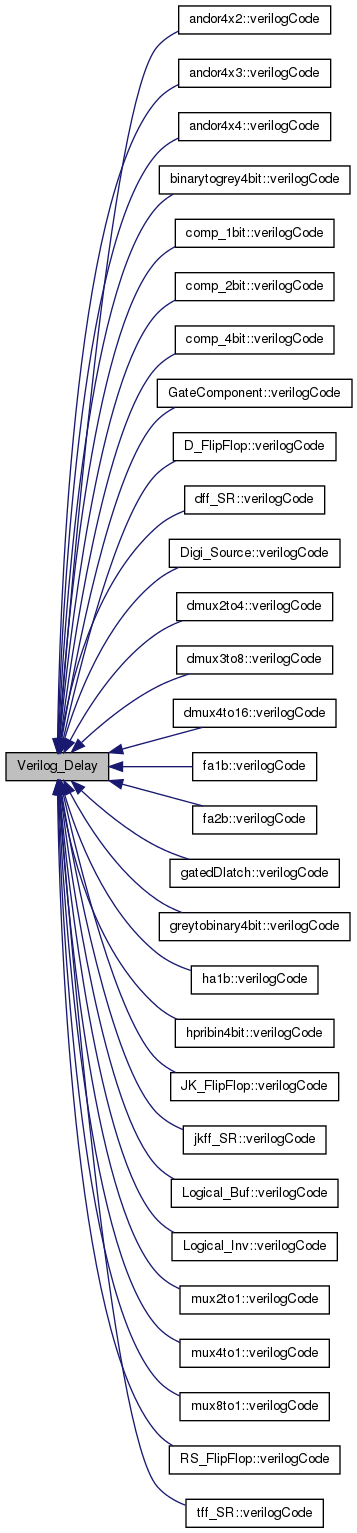 andor4x2::verilogCode
andor4x3::verilogCode
andor4x4::verilogCode
binarytogrey4bit::verilogCode
comp_1bit::verilogCode
comp_2bit::verilogCode
comp_4bit::verilogCode
GateComponent::verilogCode
D_FlipFlop::verilogCode
dff_SR::verilogCode
Digi_Source::verilogCode
dmux2to4::verilogCode
dmux3to8::verilogCode
dmux4to16::verilogCode
Verilog_Delay
fa1b::verilogCode
fa2b::verilogCode
gatedDlatch::verilogCode
greytobinary4bit::verilogCode
ha1b::verilogCode
hpribin4bit::verilogCode
JK_FlipFlop::verilogCode
jkff_SR::verilogCode
Logical_Buf::verilogCode
Logical_Inv::verilogCode
mux2to1::verilogCode
mux4to1::verilogCode
mux8to1::verilogCode
RS_FlipFlop::verilogCode
tff_SR::verilogCode